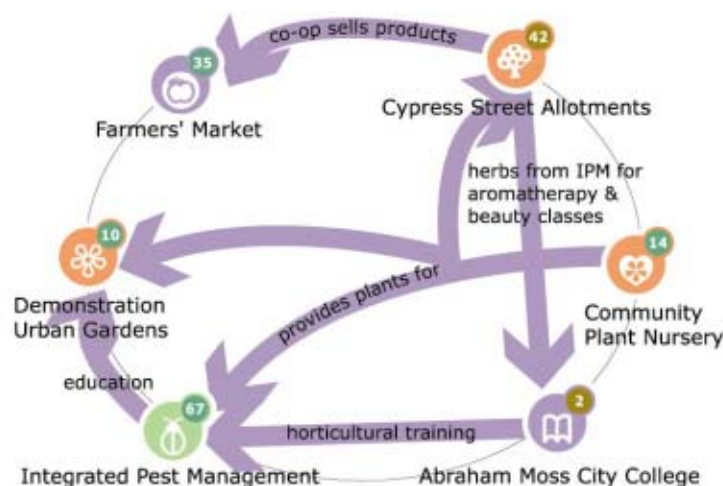 co-op sells products
42
35
Cypress Street Allotments
Farmers' Market
herbs from IPM for
aromatherapy &
beauty classes
10
14
provides plants for
Demonstration
Urban Gardens
Community
Plant Nursery
education
67
2
horticultural training
Integrated Pest Management
Abraham Moss City College